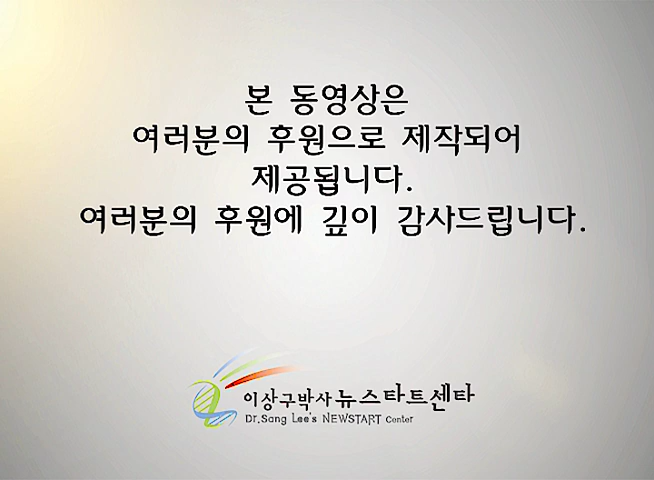 본 동영상은
여러분의 후원으로 제작되어
제공됩니다.
여러분의 후원에 깊이 감사드립니다.
이상구박사 뉴스타트센타
Dr.Sang Lee's NEWSTART Center